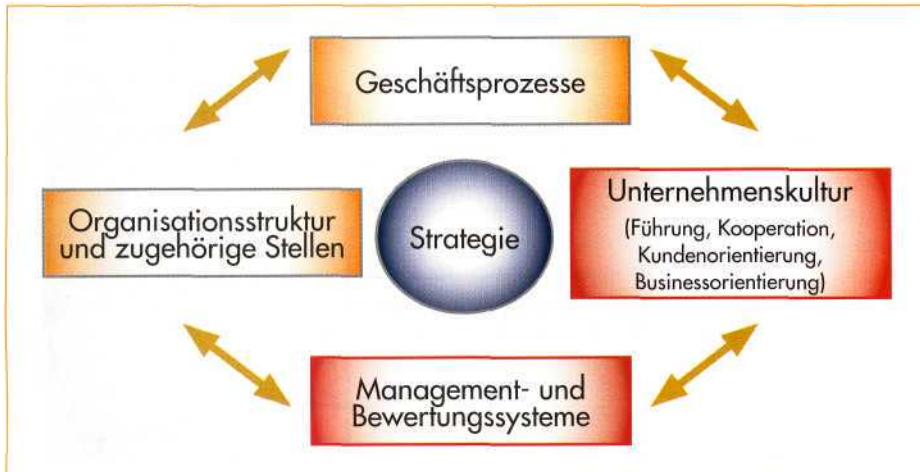 Geschäftsprozesse
Organisationsstruktur
und zugehörige Stellen
Strategie
Unternehmenskultur
(Führung, Kooperation,
Kundenorientierung,
Businessorientierung)
Management- und
Bewertungssysteme